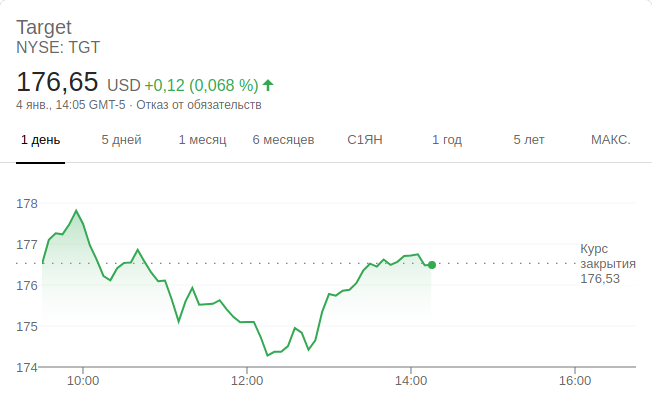 Target
NYSE: TGT
176,65 USD +0,12 (0,068 %)
4 янв., 14:05 GMT-5 · Отказ от обязательств
1 день 5 дней 1 месяц 6 месяцев С1ЯН 1 год 5 лет МАКС.
178
177
176
175
174
Курс
закрытия
176,53
10:00 12:00 14:00 16:00